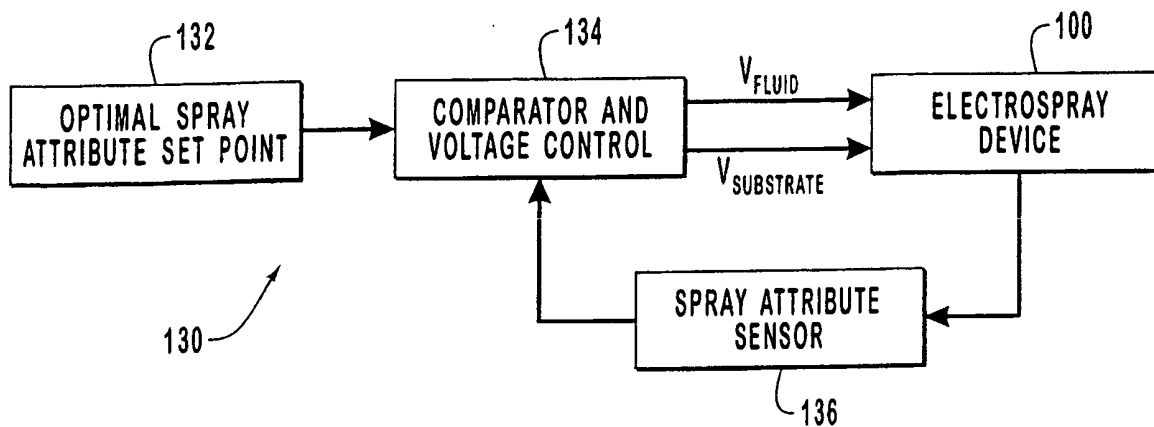 132
134
100
OPTIMAL SPRAY
ATTRIBUTE SET POINT
COMPARATOR AND
VOLTAGE CONTROL
V_FLUID
V_SUBSTRATE
ELECTROSPRAY
DEVICE
SPRAY ATTRIBUTE
SENSOR
130
136